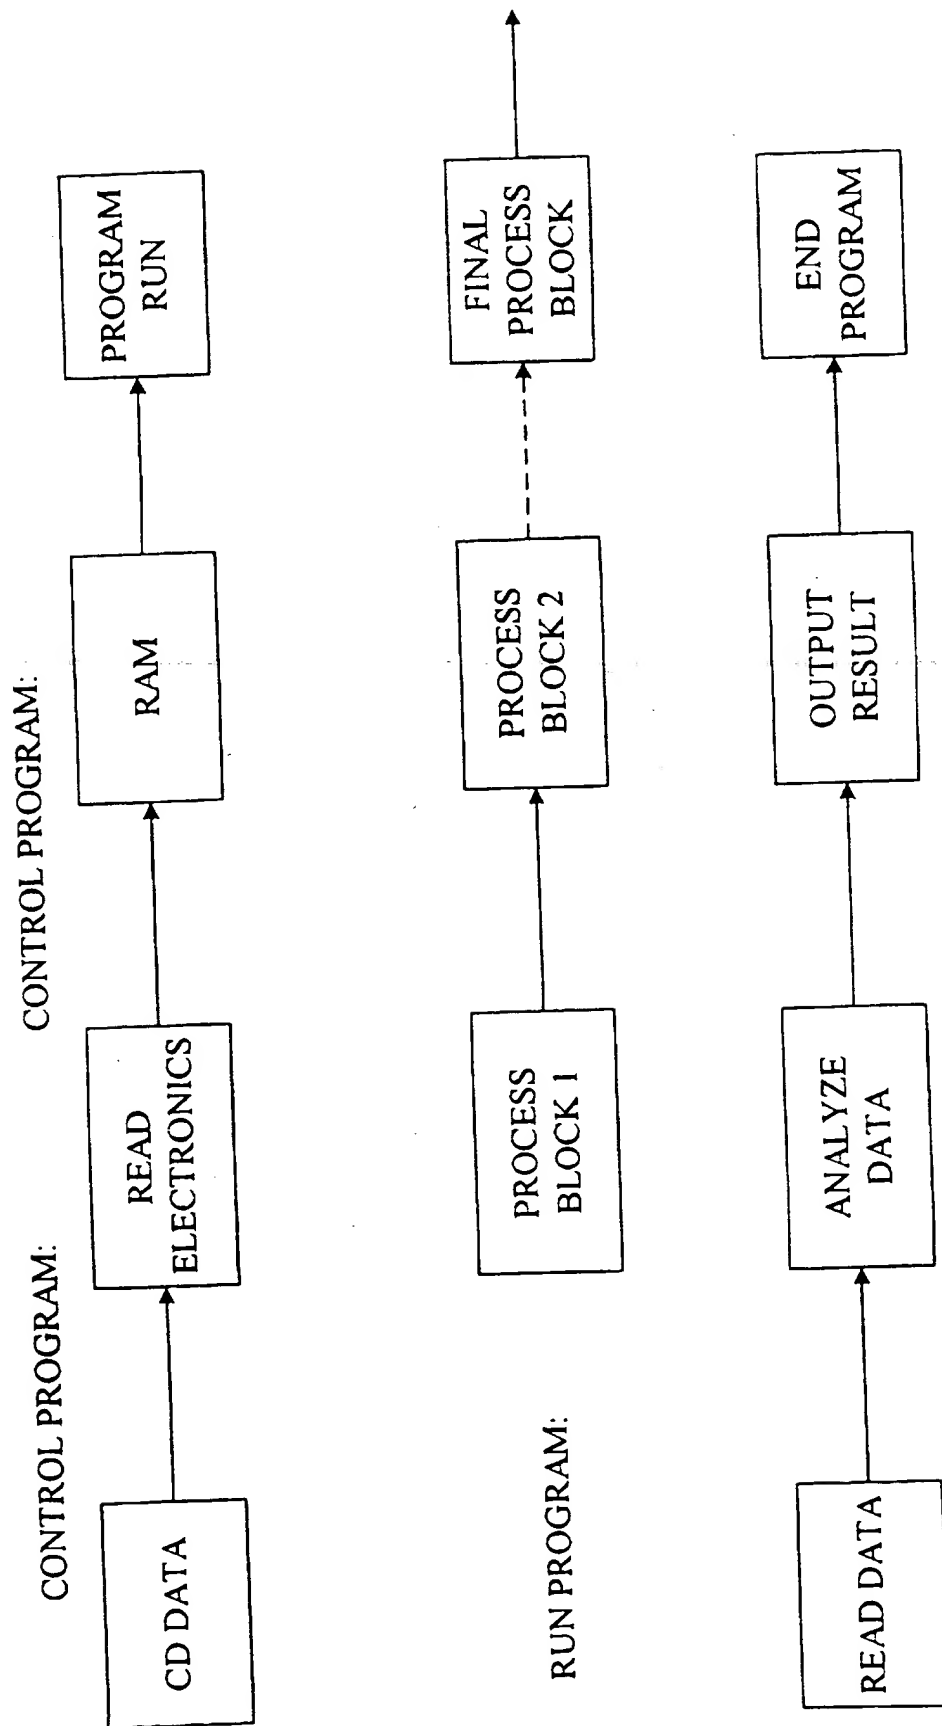 CONTROL PROGRAM:
CONTROL PROGRAM:
CD DATA
READ
ELECTRONICS
RAM
PROGRAM
RUN
RUN PROGRAM:
PROCESS
BLOCK 1
PROCESS
BLOCK 2
FINAL
PROCESS
BLOCK
READ DATA
ANALYZE
DATA
OUTPUT
RESULT
END
PROGRAM